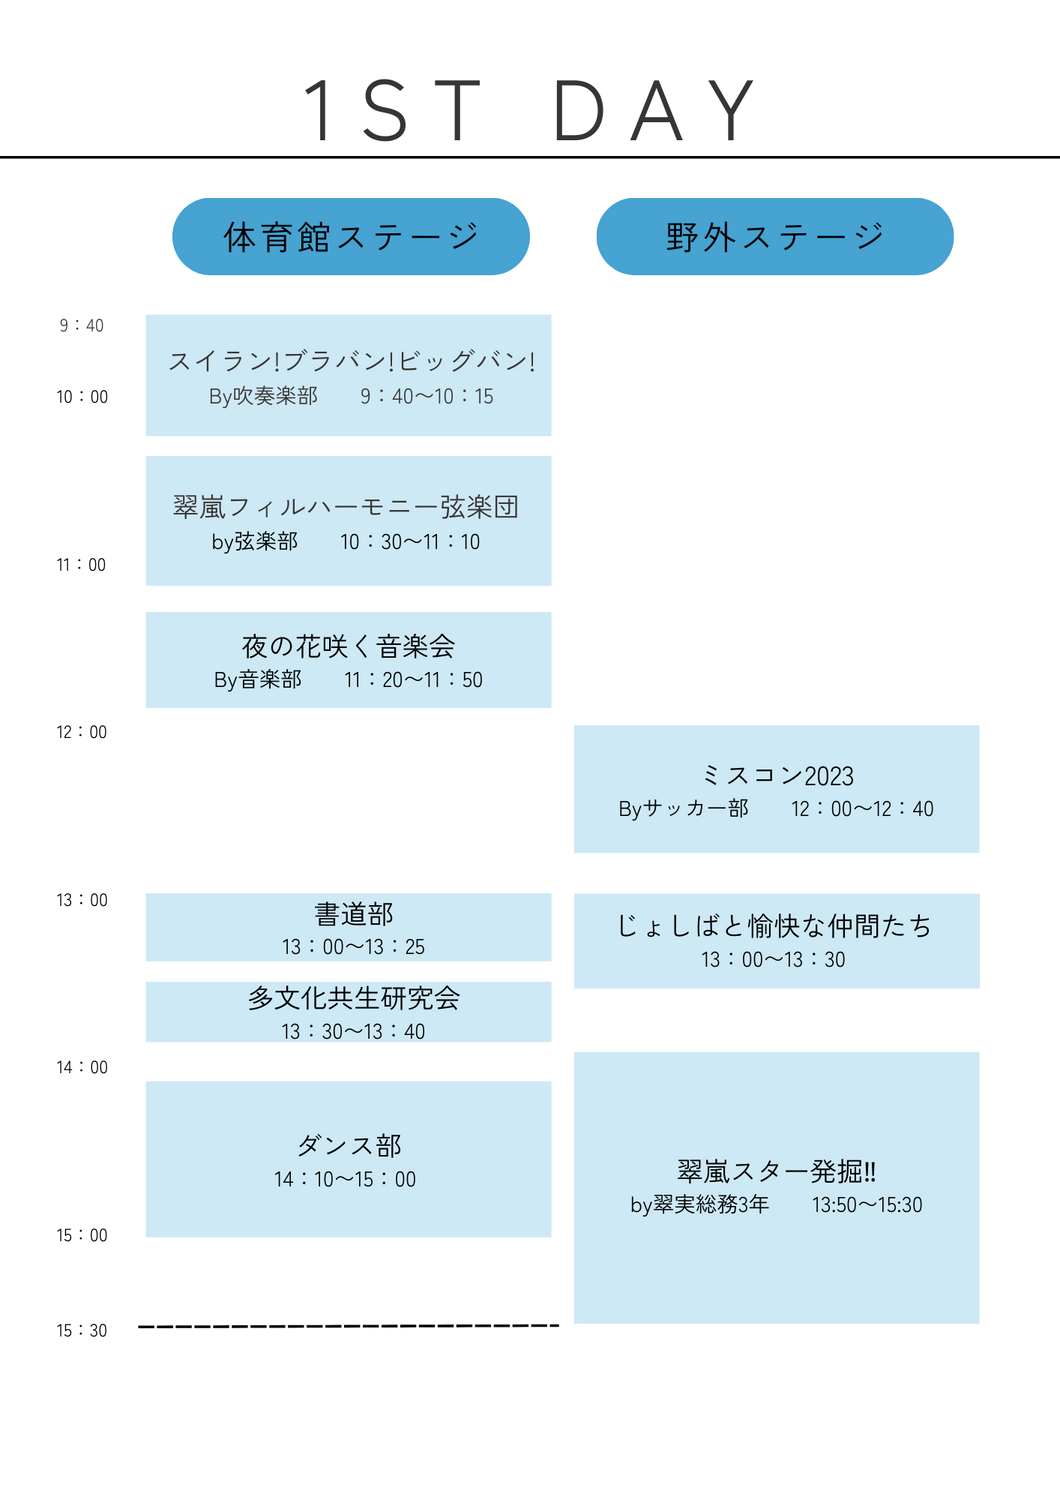 1ST DAY
体育館ステージ
野外ステージ
9：40
スイラン!ブラバン!ビッグバン!
By吹奏楽部　　9：40〜10：15
10：00
翠嵐フィルハーモニー弦楽団
by弦楽部　　10：30〜11：10
11：00
夜の花咲く音楽会
By音楽部　　11：20〜11：50
12：00
ミスコン2023
Byサッカー部　　12：00〜12：40
13：00
書道部
13：00〜13：25
じょしばと愉快な仲間たち
13：00〜13：30
多文化共生研究会
13：30〜13：40
14：00
ダンス部
14：10〜15：00
翠嵐スター発掘!!
by翠実総務3年　　13:50〜15:30
15：00
15：30